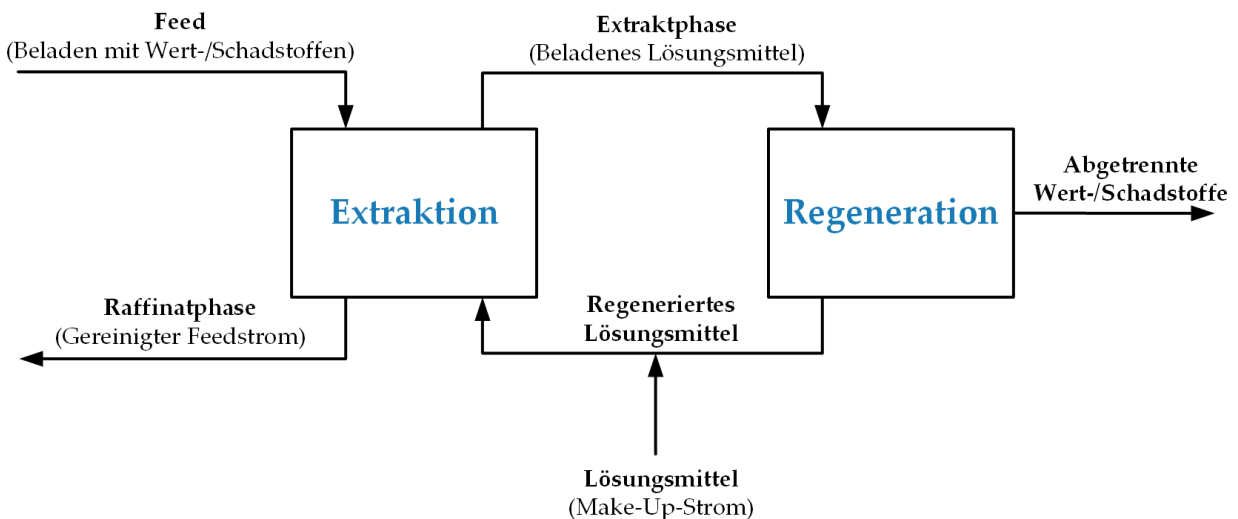 Feed
(Beladen mit Wert-/Schadstoffen)
Extraktphase
(Beladenes Lösungsmittel)
Extraktion
Regeneration
Abgetrennte
Wert-/Schadstoffe
Raffinatphase
(Gereinigter Feedstrom)
Regeneriertes
Lösungsmittel
Lösungsmittel
(Make-Up-Strom)